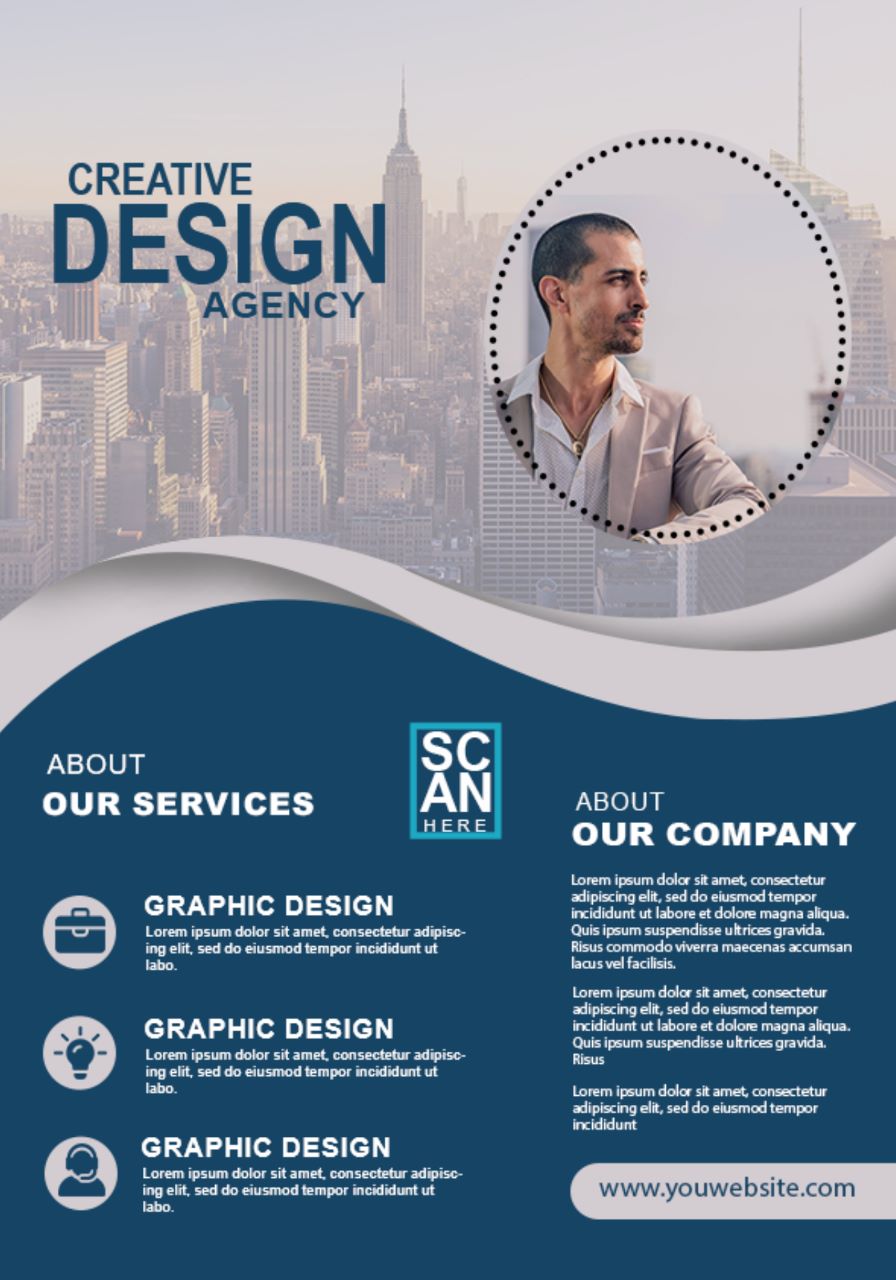 CREATIVE
DESIGN
AGENCY
ABOUT
OUR SERVICES
SC
AN
HERE
GRAPHIC DESIGN
Lorem ipsum dolor sit amet, consectetur adipisc-
ing elit, sed do eiusmod tempor incididunt ut
labo.
GRAPHIC DESIGN
Lorem ipsum dolor sit amet, consectetur adipisc-
ing elit, sed do eiusmod tempor incididunt ut
labo.
GRAPHIC DESIGN
Lorem ipsum dolor sit amet, consectetur adipisc-
ing elit, sed do eiusmod tempor incididunt ut
labo.
ABOUT
OUR COMPANY
Lorem ipsum dolor sit amet, consectetur
adipiscing elit, sed do eiusmod tempor
incididunt ut labore et dolore magna aliqua.
Quis ipsum suspendisse ultrices gravida.
Risus commodo viverra maecenas accumsan
lacus vel facilisis.
Lorem ipsum dolor sit amet, consectetur
adipiscing elit, sed do eiusmod tempor
incididunt ut labore et dolore magna aliqua.
Quis ipsum suspendisse ultrices gravida.
Risus
Lorem ipsum dolor sit amet, consectetur
adipiscing elit, sed do eiusmod tempor
incididunt
www.youwebsite.com